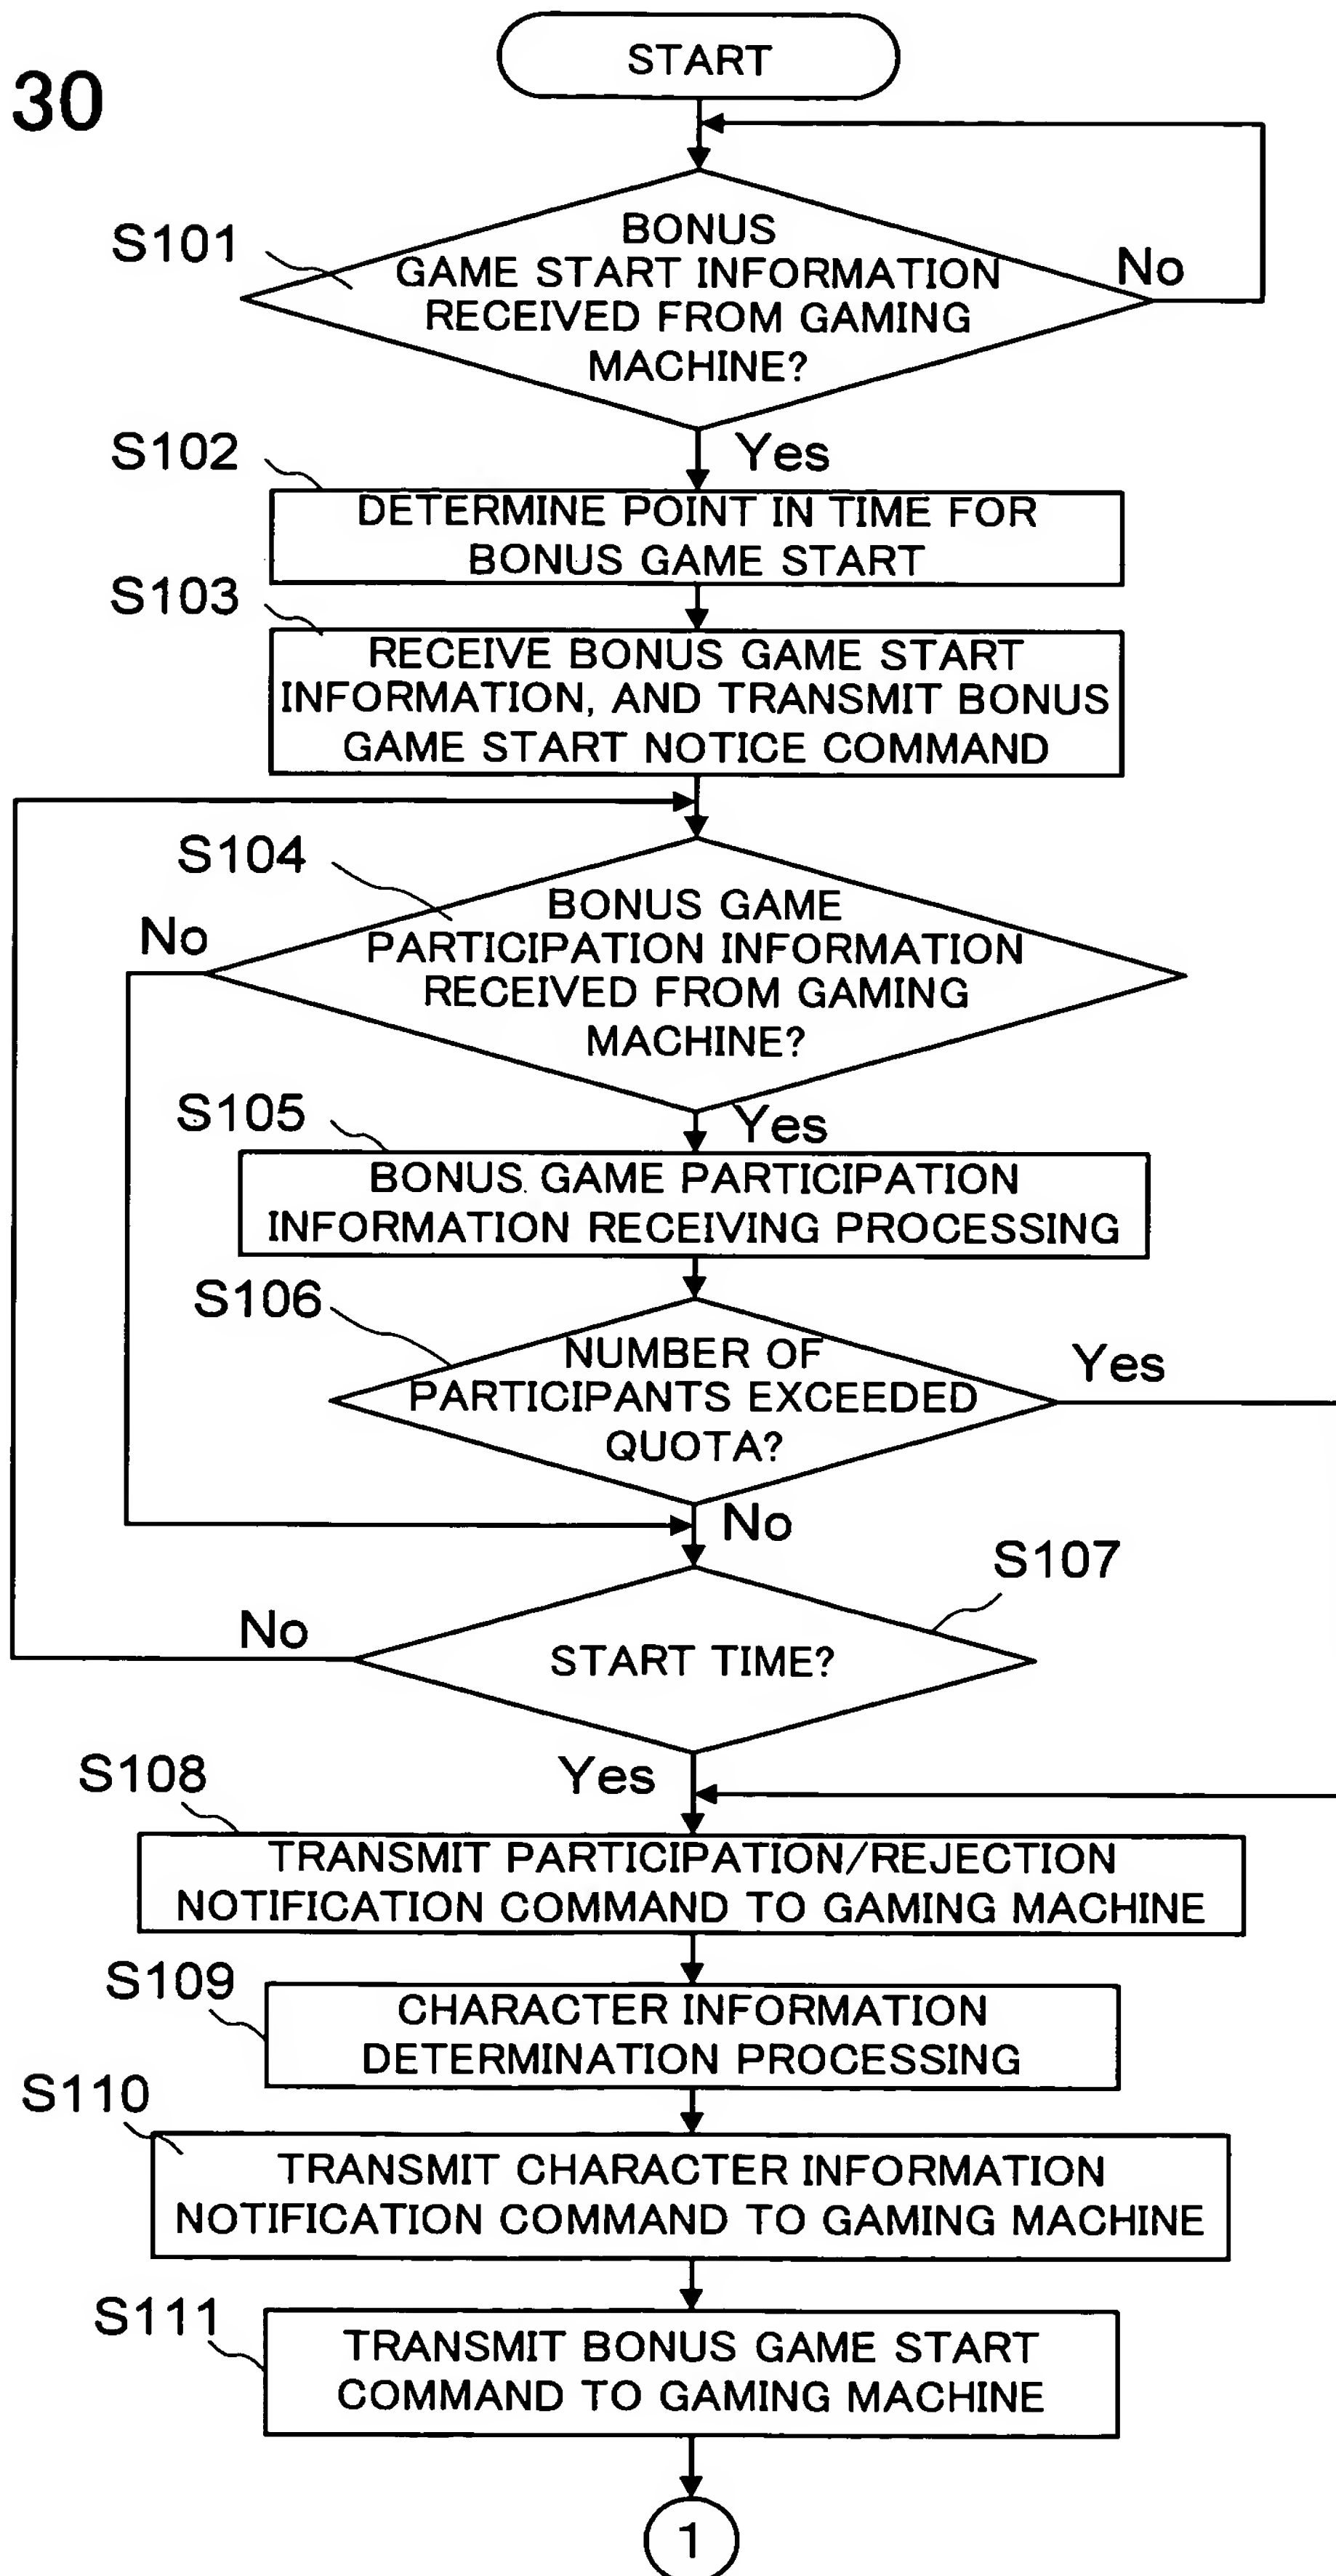 30
START
S101
BONUS
GAME START INFORMATION
RECEIVED FROM GAMING
MACHINE?
No
Yes
S102
DETERMINE POINT IN TIME FOR
BONUS GAME START
S103
RECEIVE BONUS GAME START
INFORMATION, AND TRANSMIT BONUS
GAME START NOTICE COMMAND
S104
BONUS GAME
PARTICIPATION INFORMATION
RECEIVED FROM GAMING
MACHINE?
No
Yes
S105
BONUS GAME PARTICIPATION
INFORMATION RECEIVING PROCESSING
S106
NUMBER OF
PARTICIPANTS EXCEEDED
QUOTA?
Yes
No
S107
START TIME?
No
Yes
S108
TRANSMIT PARTICIPATION/REJECTION
NOTIFICATION COMMAND TO GAMING MACHINE
S109
CHARACTER INFORMATION
DETERMINATION PROCESSING
S110
TRANSMIT CHARACTER INFORMATION
NOTIFICATION COMMAND TO GAMING MACHINE
S111
TRANSMIT BONUS GAME START
COMMAND TO GAMING MACHINE
1